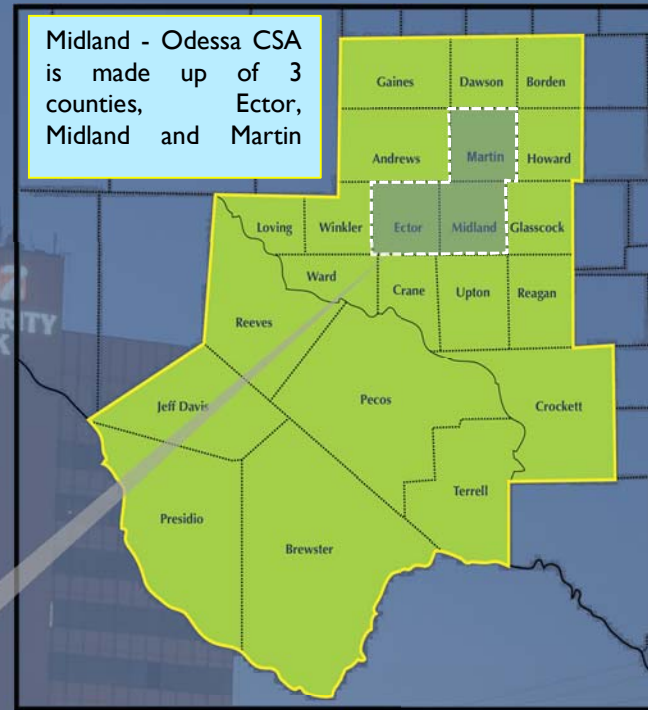 Midland - Odessa CSA
is made up of 3
counties, Ector,
Midland and Martin
Gaines Dawson Borden
Andrews Martin Howard
Loving Winkler Ector Midland Glasscock
Ward Crane Upton Reagan
Reeves
Jeff Davis Pecos Crockett
Terrell
Presidio Brewster